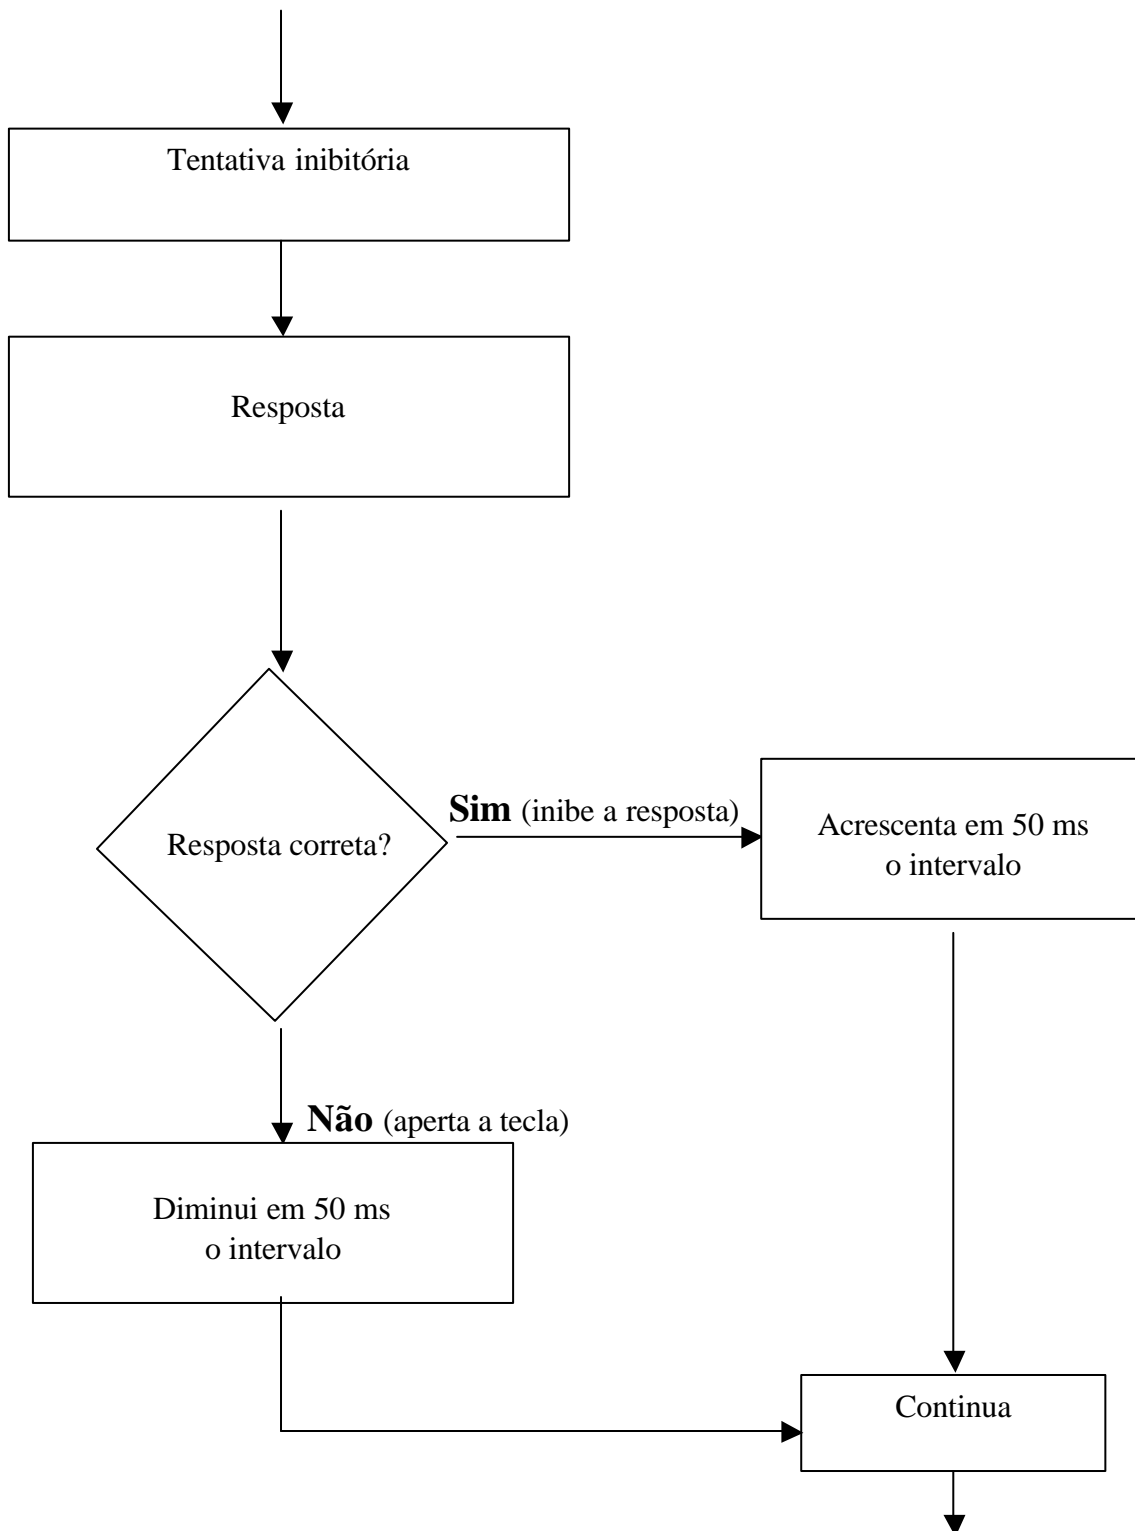 Tentativa inibitória
Resposta
Resposta correta?
Sim (inibe a resposta)
Acrescenta em 50 ms
o intervalo
Não (aperta a tecla)
Diminui em 50 ms
o intervalo
Continua